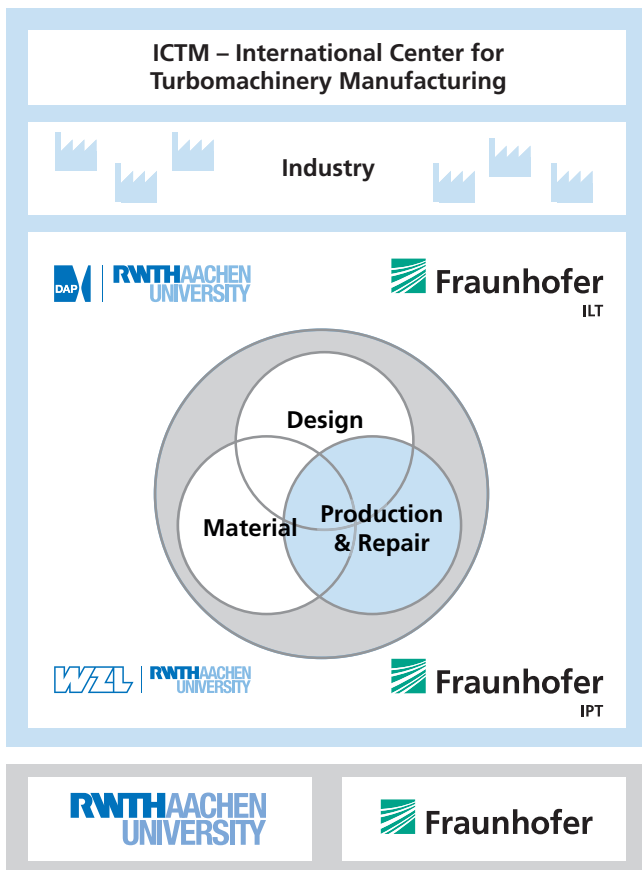 ICTM – International Center for
Turbomachinery Manufacturing
Industry
DAP
RWTHAACHEN
UNIVERSITY
Fraunhofer
ILT
Design
Material
Production
& Repair
WZL
RWTHAACHEN
UNIVERSITY
Fraunhofer
IPT
RWTHAACHEN
UNIVERSITY
Fraunhofer